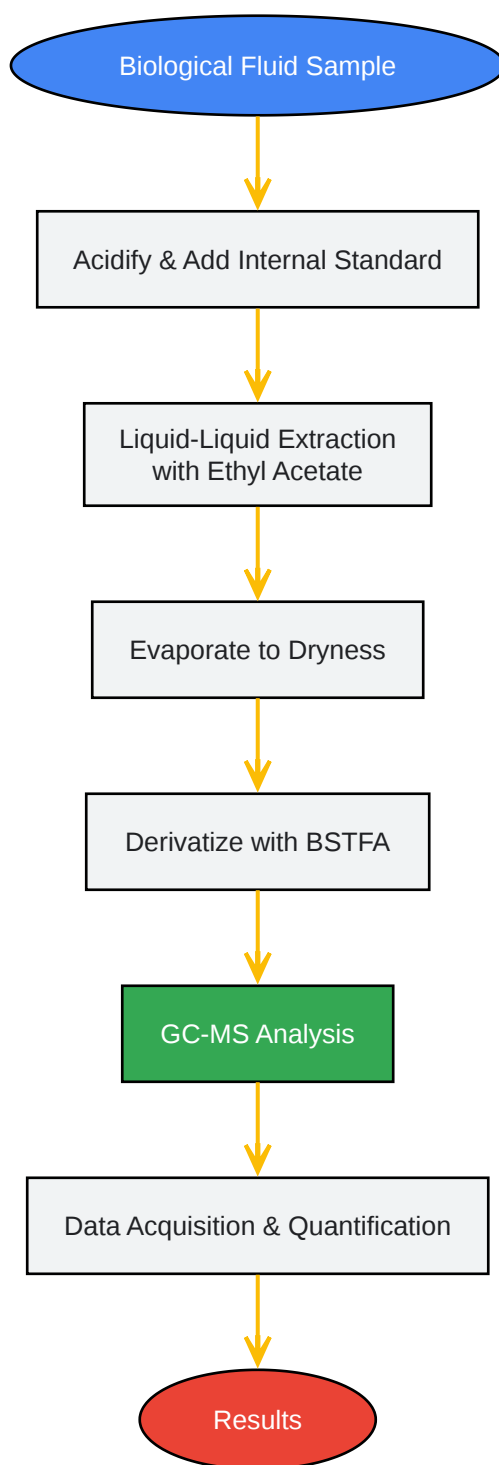 Biological Fluid Sample
Acidify & Add Internal Standard
Liquid-Liquid Extraction
with Ethyl Acetate
Evaporate to Dryness
Derivatize with BSTFA
GC-MS Analysis
Data Acquisition & Quantification
Results